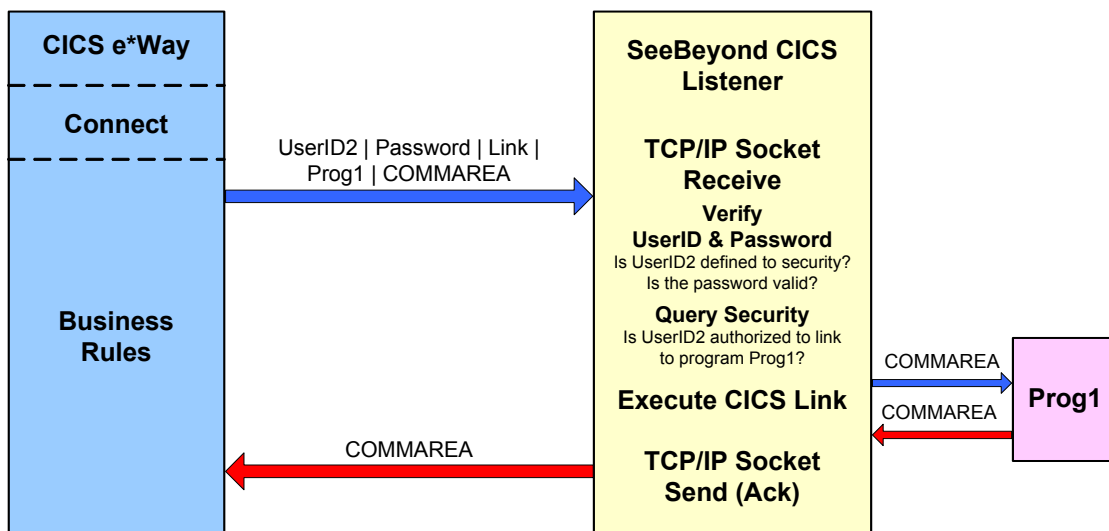 CICS e*Way
Connect
Business
Rules
UserID2 | Password | Link |
Prog1 | COMMAREA
COMMAREA
SeeBeyond CICS
Listener
TCP/IP Socket
Receive
Verify
UserID & Password
Is UserID2 defined to security?
Is the password valid?
Query Security
Is UserID2 authorized to link
to program Prog1?
Execute CICS Link
TCP/IP Socket
Send (Ack)
COMMAREA
COMMAREA
Prog1